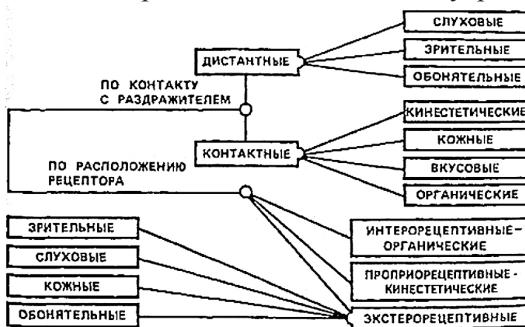 СЛУХОВЫЕ
ДИСТАНТНЫЕ
ЗРИТЕЛЬНЫЕ
ОБОНЯТЕЛЬНЫЕ
ПО КОНТАКТУ
С РАЗДРАЖИТЕЛЕМ
КИНЕСТЕТИЧЕСКИЕ
КОЖНЫЕ
КОНТАКТНЫЕ
ВКУСОВЫЕ
ОРГАНИЧЕСКИЕ
ПО РАСПОЛОЖЕНИЮ
РЕЦЕПТОРА
ИНТЕРОРЕЦЕПТИВНЫЕ-
ОРГАНИЧЕСКИЕ
ПРОПРИОРЕЦЕПТИВНЫЕ-
КИНЕСТЕТИЧЕСКИЕ
ЭКСТЕРОРЕЦЕПТИВНЫЕ
ЗРИТЕЛЬНЫЕ
СЛУХОВЫЕ
КОЖНЫЕ
ОБОНЯТЕЛЬНЫЕ